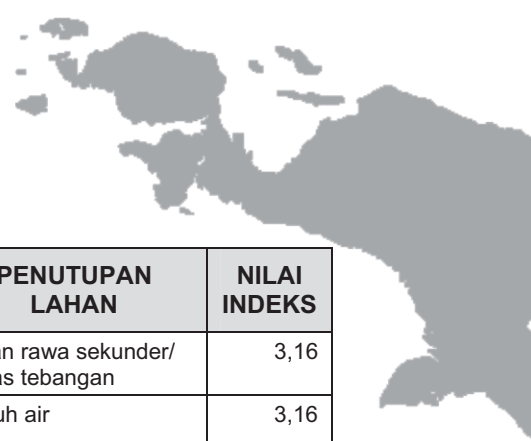 PENUTUPAN
LAHAN
NILAI
INDEKS
rawa sekunder/
tebangan
3,16
air
3,16